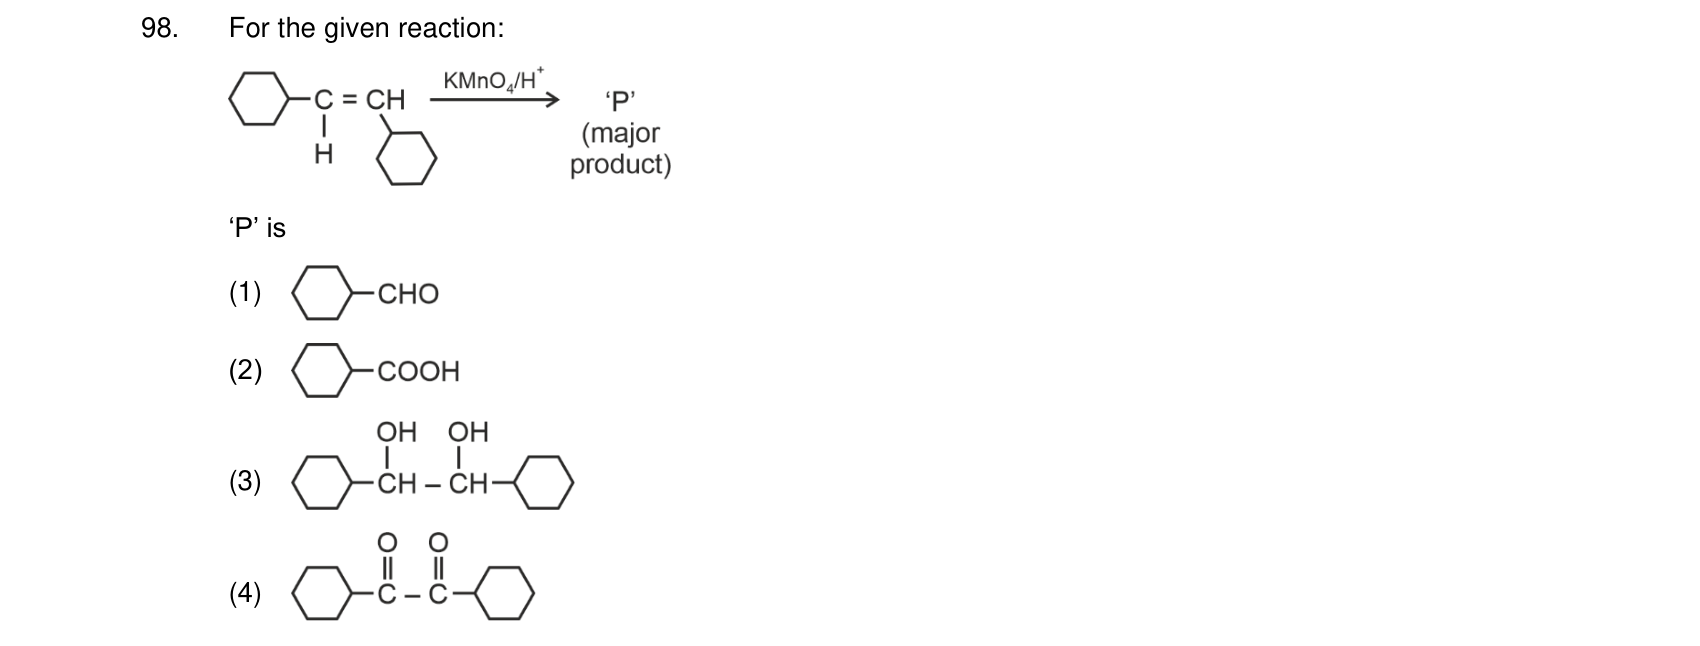 98. For the given reaction:
C = CH
H
KMnO₄/H⁺
‘P’
(major
product)
‘P’ is
(1) CHO
(2) COOH
OH OH
(3) CH – CH
O O
(4) C – C